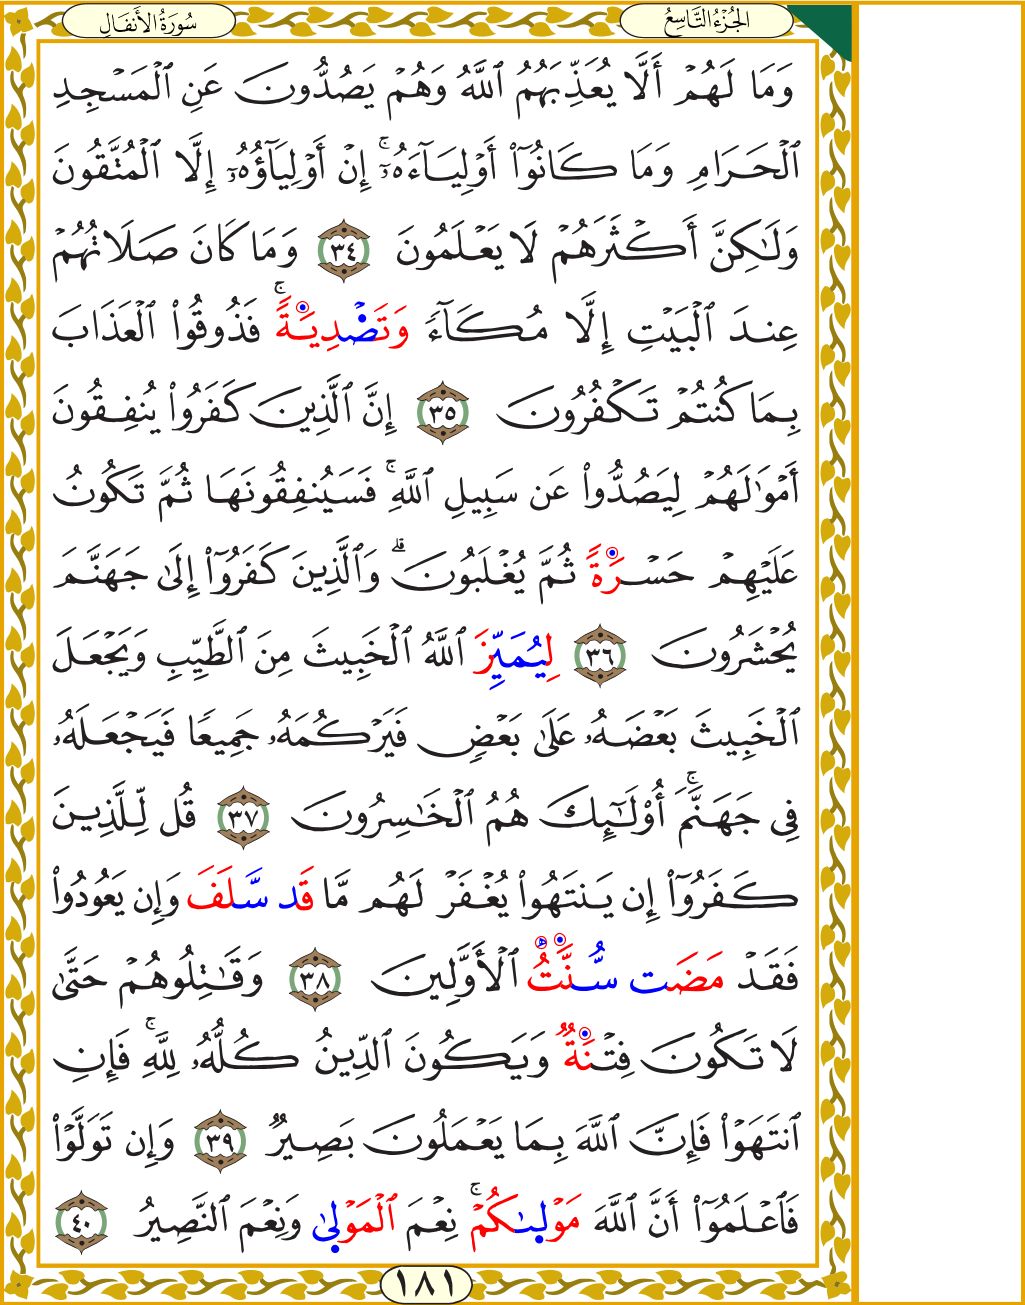 الجُزْءُ التَّاسِعُ
سُورَةُ الأَنفَالِ
وَمَا لَهُمْ أَلَّا يُعَذِّبَهُمُ ٱللَّهُ وَهُمْ يَصُدُّونَ عَنِ ٱلْمَسْجِدِ
ٱلْحَرَامِ وَمَا كَانُوٓا۟ أَوْلِيَآءَهُۥٓ ۚ إِنْ أَوْلِيَآؤُهُۥٓ إِلَّا ٱلْمُتَّقُونَ
وَلَٰكِنَّ أَكْثَرَهُمْ لَا يَعْلَمُونَ ٣٤ وَمَا كَانَ صَلَاتُهُمْ
عِندَ ٱلْبَيْتِ إِلَّا مُكَآءً وَتَصْدِيَةً ۚ فَذُوقُوا۟ ٱلْعَذَابَ
بِمَا كُنتُمْ تَكْفُرُونَ ٣٥ إِنَّ ٱلَّذِينَ كَفَرُوا۟ يُنفِقُونَ
أَمْوَٰلَهُمْ لِيَصُدُّوا۟ عَن سَبِيلِ ٱللَّهِ ۚ فَسَيُنفِقُونَهَا ثُمَّ تَكُونُ
عَلَيْهِمْ حَسْرَةً ثُمَّ يُغْلَبُونَ ۗ وَٱلَّذِينَ كَفَرُوٓا۟ إِلَىٰ جَهَنَّمَ
يُحْشَرُونَ ٣٦ لِيُمَيِّزَ ٱللَّهُ ٱلْخَبِيثَ مِنَ ٱلطَّيِّبِ وَيَجْعَلَ
ٱلْخَبِيثَ بَعْضَهُۥ عَلَىٰ بَعْضٍ فَيَرْكُمَهُۥ جَمِيعًا فَيَجْعَلَهُۥ
فِى جَهَنَّمَ ۚ أُو۟لَٰٓئِكَ هُمُ ٱلْخَٰسِرُونَ ٣٧ قُل لِّلَّذِينَ
كَفَرُوٓا۟ إِن يَنتَهُوا۟ يُغْفَرْ لَهُم مَّا قَد سَّلَفَ وَإِن يَعُودُوا۟
فَقَدْ مَضَت سُّنَّتُ ٱلْأَوَّلِينَ ٣٨ وَقَٰتِلُوهُمْ حَتَّىٰ
لَا تَكُونَ فِتْنَةٌ وَيَكُونَ ٱلدِّينُ كُلُّهُۥ لِلَّهِ ۚ فَإِنِ
ٱنتَهَوْا۟ فَإِنَّ ٱللَّهَ بِمَا يَعْمَلُونَ بَصِيرٌ ٣٩ وَإِن تَوَلَّوْا۟
فَٱعْلَمُوٓا۟ أَنَّ ٱللَّهَ مَوْلَىٰكُمْ ۚ نِعْمَ ٱلْمَوْلَىٰ وَنِعْمَ ٱلنَّصِيرُ ٤٠
١٨١